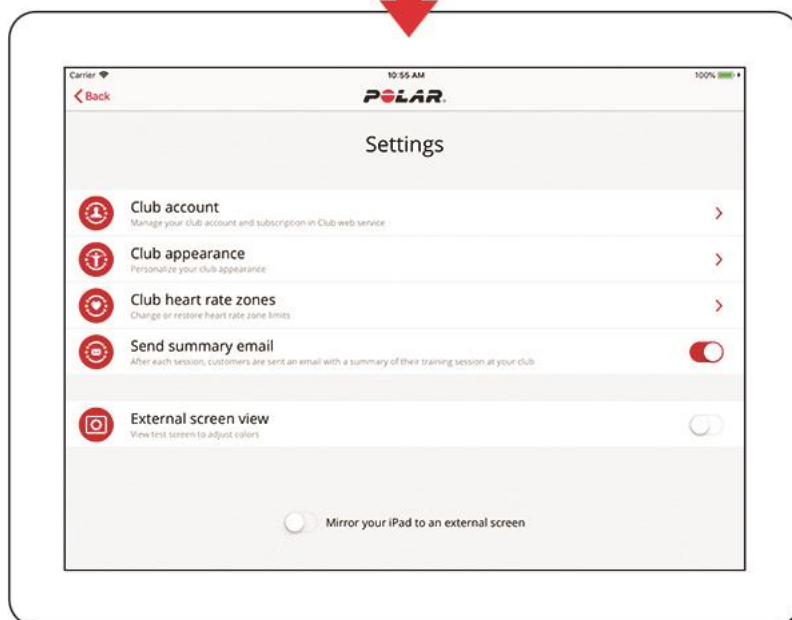 Carrier 10:55 AM 100%
Back POLAR.
Settings
Club account
Manage your club account and subscription in Club web service
Club appearance
Personalize your club appearance
Club heart rate zones
Change or restore heart rate zone limits
Send summary email
After each session, customers are sent an email with a summary of their training session at your club
External screen view
View test screen to adjust colors
Mirror your iPad to an external screen